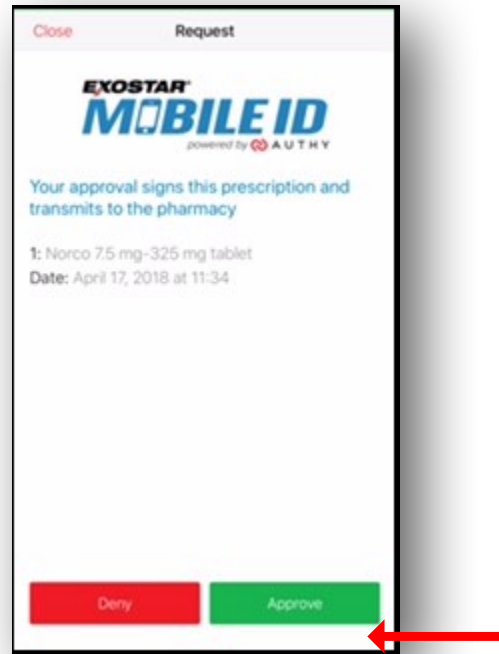 Close Request
EXOSTAR
MOBILE ID
powered by AUTHY
Your approval signs this prescription and
transmits to the pharmacy
1: Norco 7.5 mg-325 mg tablet
Date: April 17, 2018 at 11:34
Deny Approve